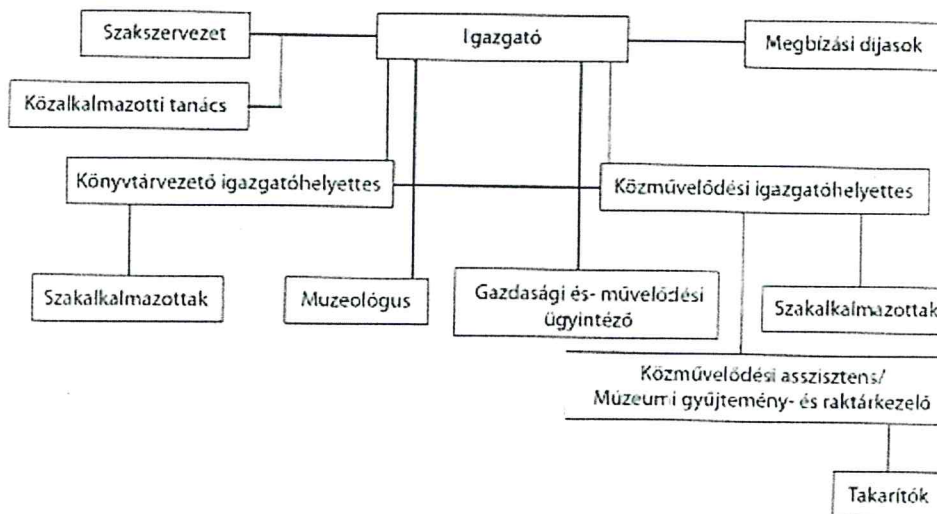 Szakszervezet
Igazgató
Megbízási díjasok
Közalkalmazotti tanács
Könyvtárvezető igazgatóhelyettes
Közművelődési igazgatóhelyettes
Szakalkalmazottak
Muzeológus
Gazdasági és- művelődési
ügyintéző
Szakalkalmazottak
Közművelődési asszisztens/
Múzeumi gyűjtemény- és raktárkezelő
Takarítók